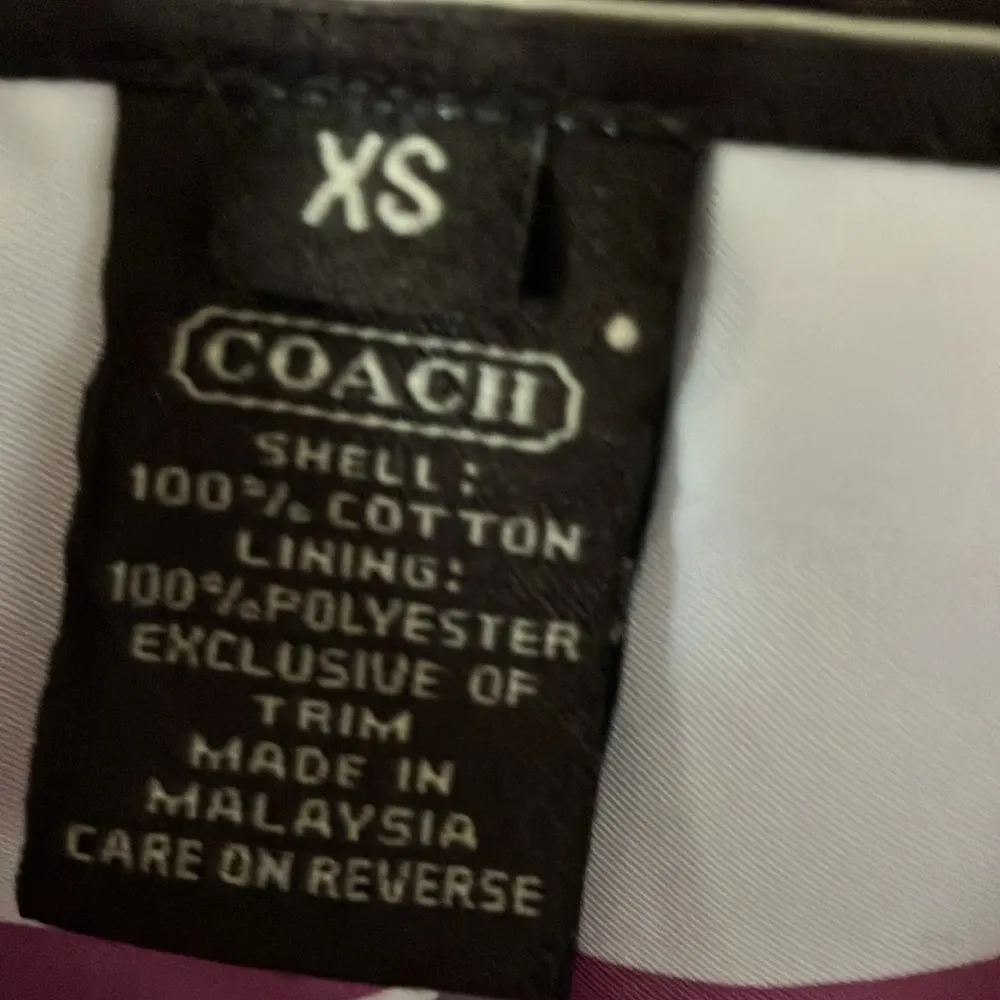 XS
COACH
SHELL:
100% COTTON
LINING:
100% POLYESTER
EXCLUSIVE OF
TRIM
MADE IN
MALAYSIA
CARE ON REVERSE